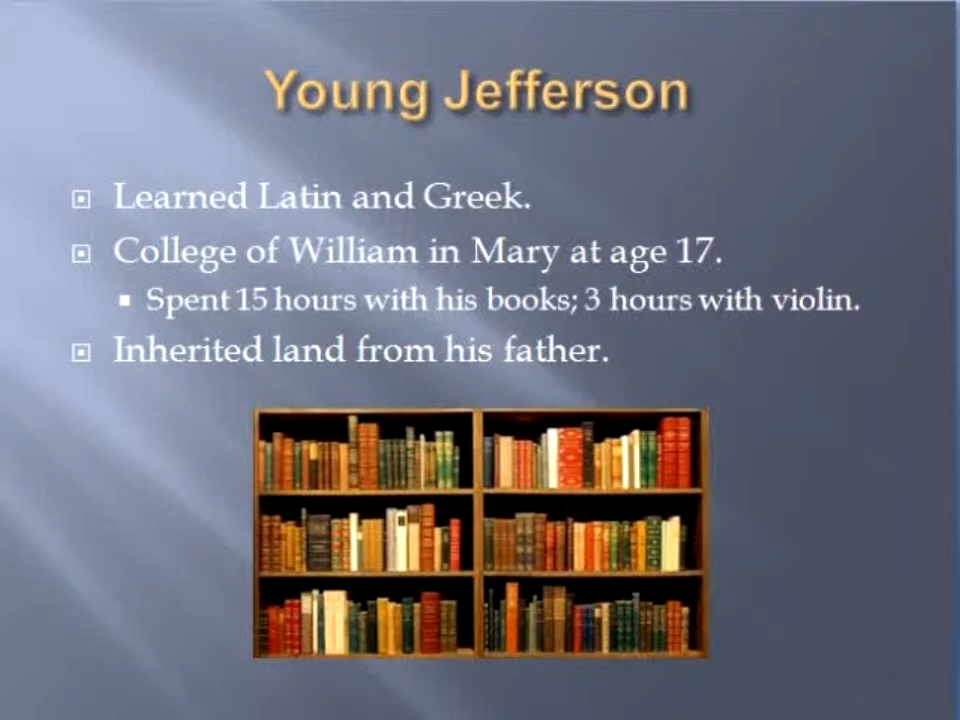 Young Jefferson
Learned Latin and Greek.
College of William in Mary at age 17.
Spent 15 hours with his books; 3 hours with violin.
Inherited land from his father.